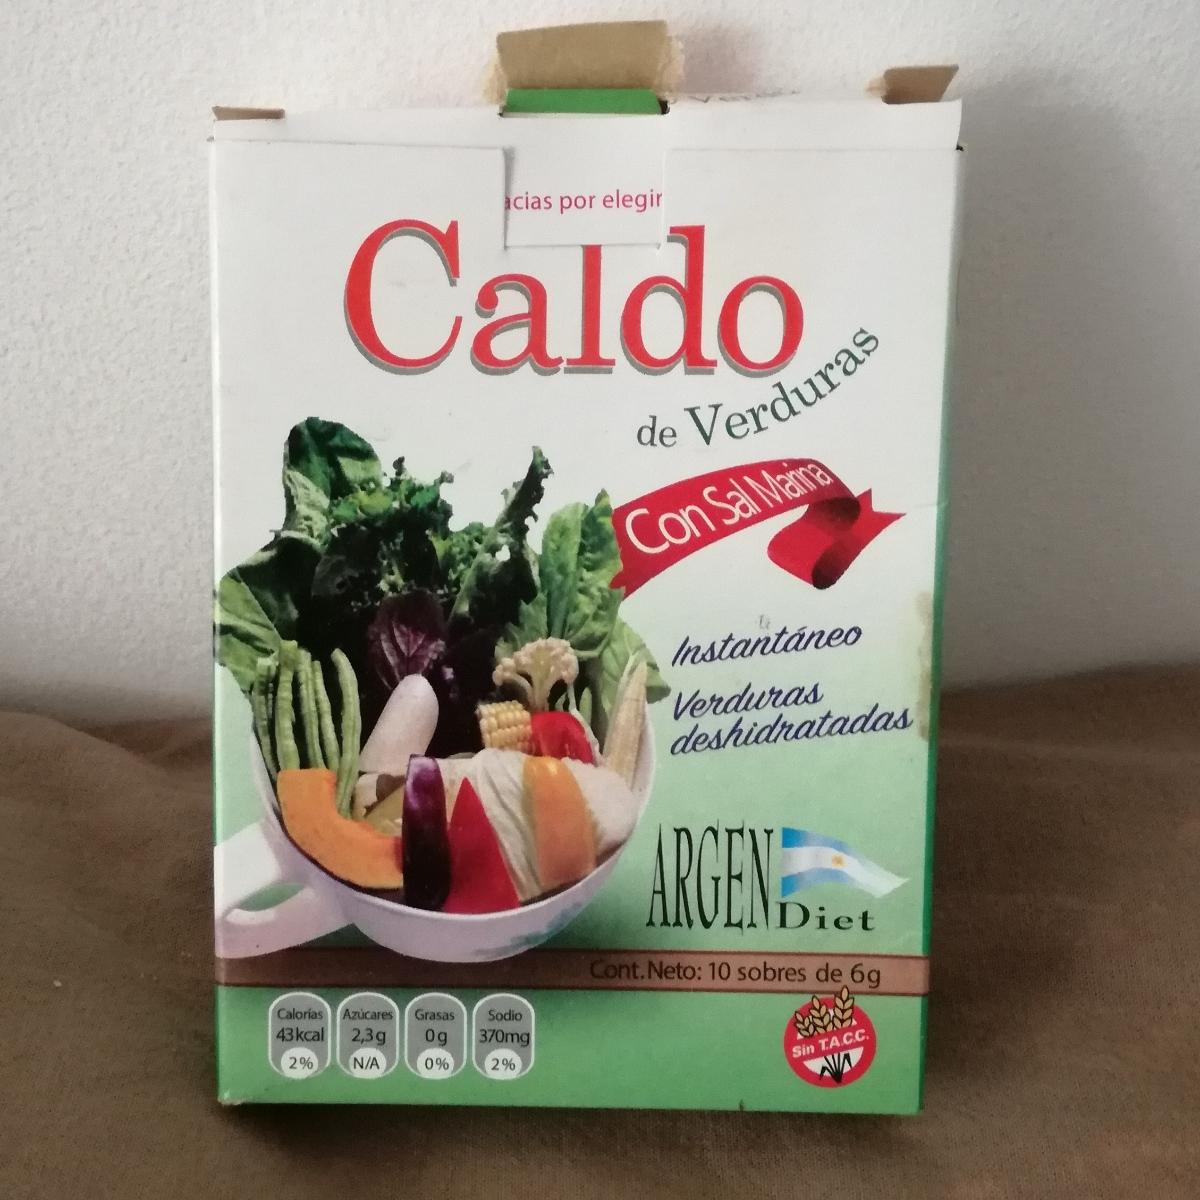 acias por elegir
Caldo
de Verduras
Con Sal Marina
Instantáneo
Verduras
deshidratadas
ARGEN
Diet
Cont.Neto: 10 sobres de 6g
Calorías Azúcares Grasas Sodio
43kcal 2,3g 0g 370mg
2% N/A 0% 2%
Sin T.A.C.C.